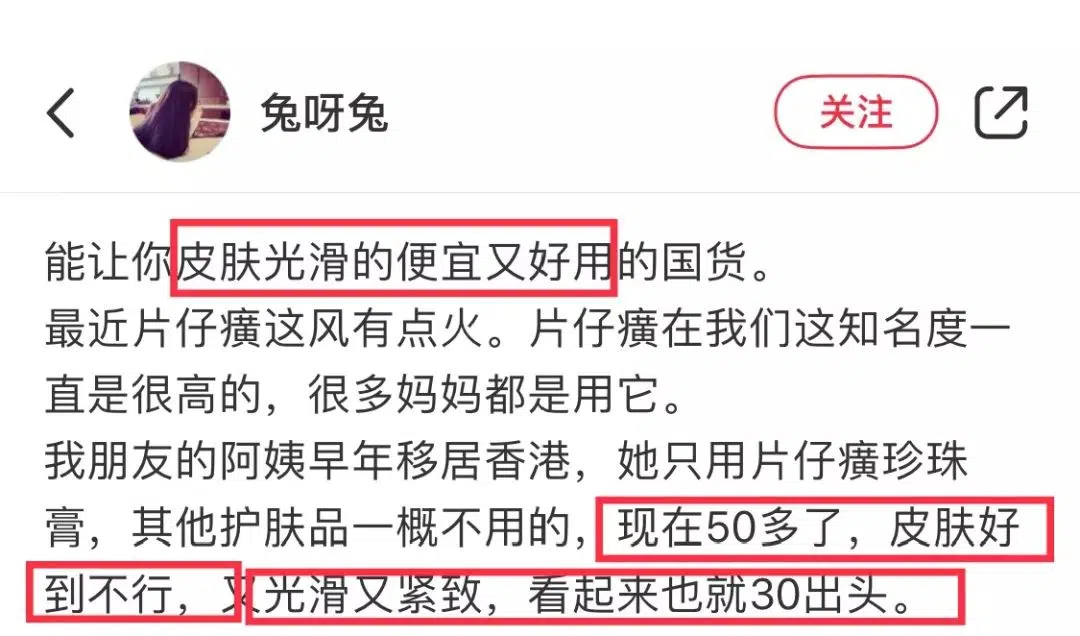 兔呀兔
关注
能让你皮肤光滑的便宜又好用的国货。
最近片仔癀这风有点火。片仔癀在我们这知名度一
直是很高的，很多妈妈都是用它。
我朋友的阿姨早年移居香港，她只用片仔癀珍珠
膏，其他护肤品一概不用的，现在50多了，皮肤好
到不行，又光滑又紧致，看起来也就30出头。